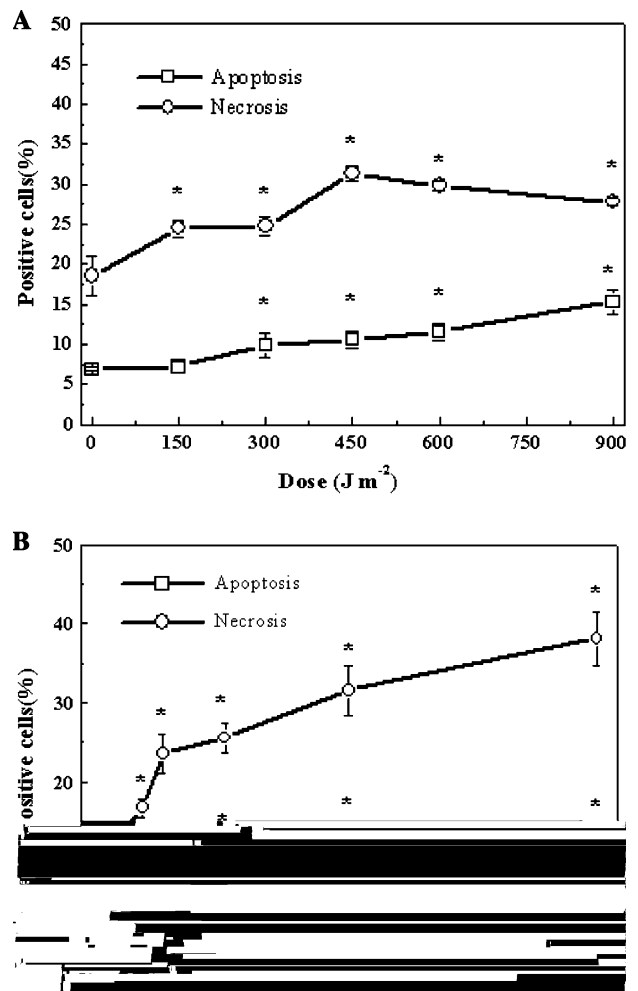 A
50
45
40
35
30
25
20
15
10
5
0
Positive cells(%)
Apoptosis
Necrosis
* * * * *
* * * *
0 150 300 450 600 750 900
Dose (J m-2)
B
50
40
30
20
ositive cells(%)
Apoptosis
Necrosis
* * * * *
* * *